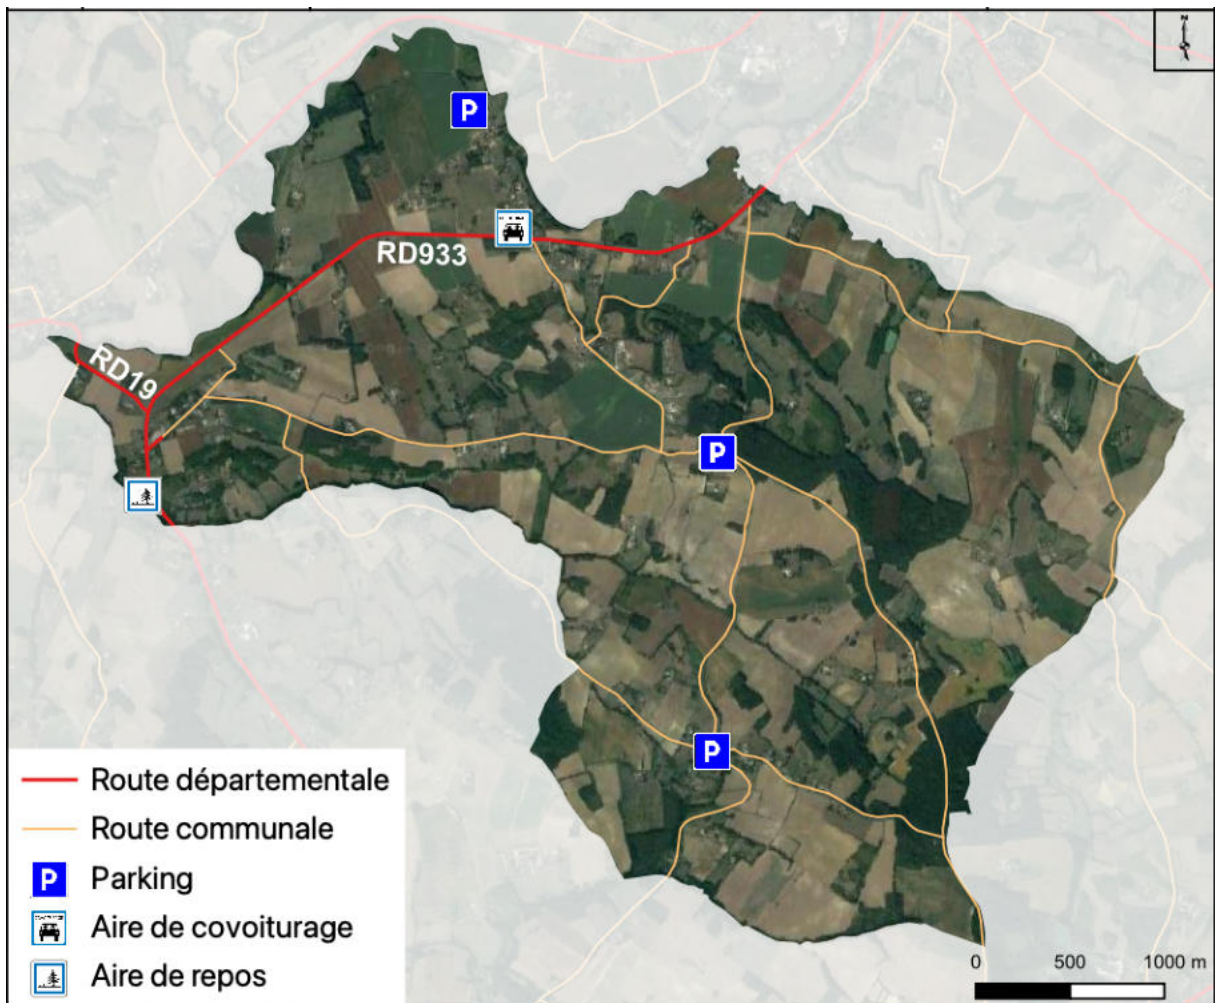 N
P
RD933
RD19
P
P
Route départementale
Route communale
P Parking
Aire de covoiturage
Aire de repos
0 500 1000 m